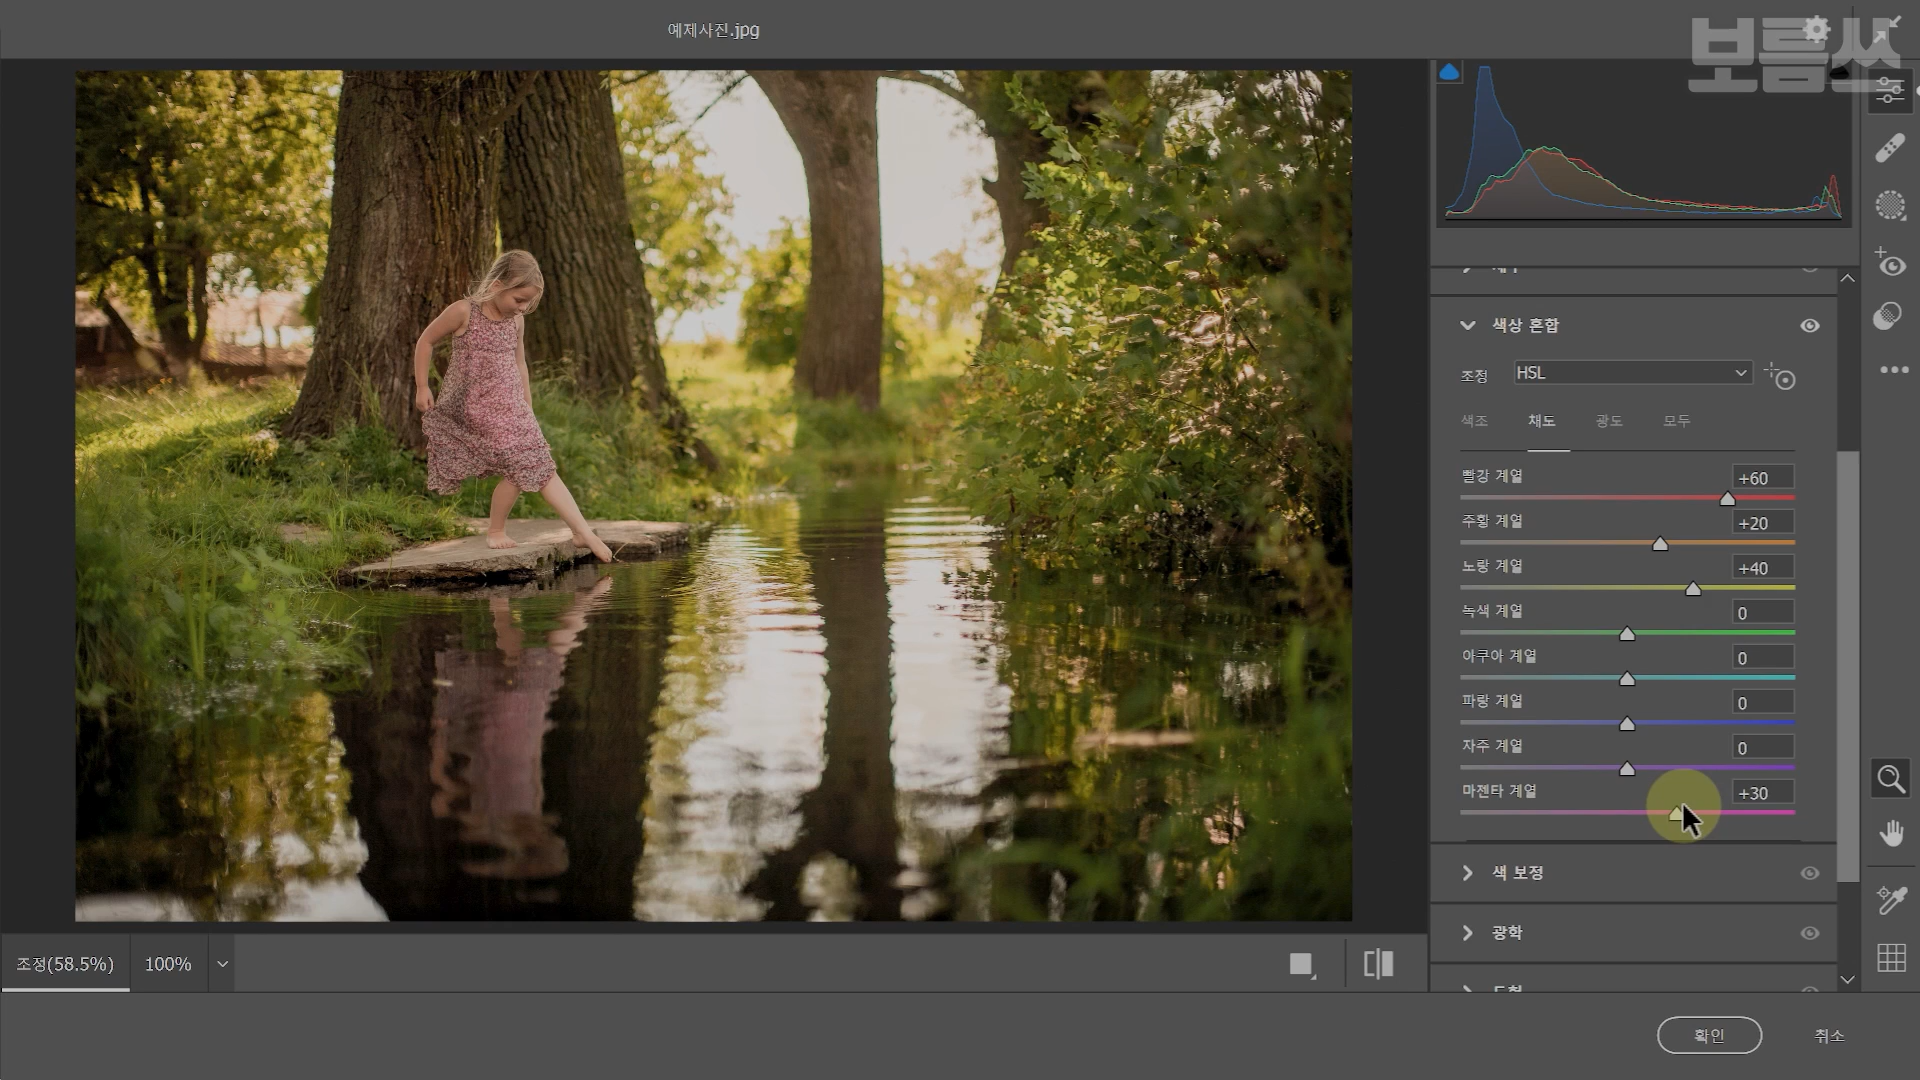 예제사진.jpg
보름쓰
색상 혼합
조정
HSL
색조 채도 광도 모두
빨강 계열 +60
주황 계열 +20
노랑 계열 +40
녹색 계열 0
아쿠아 계열 0
파랑 계열 0
자주 계열 0
마젠타 계열 +30
색 보정
광학
조정(58.5%) 100%
확인 취소